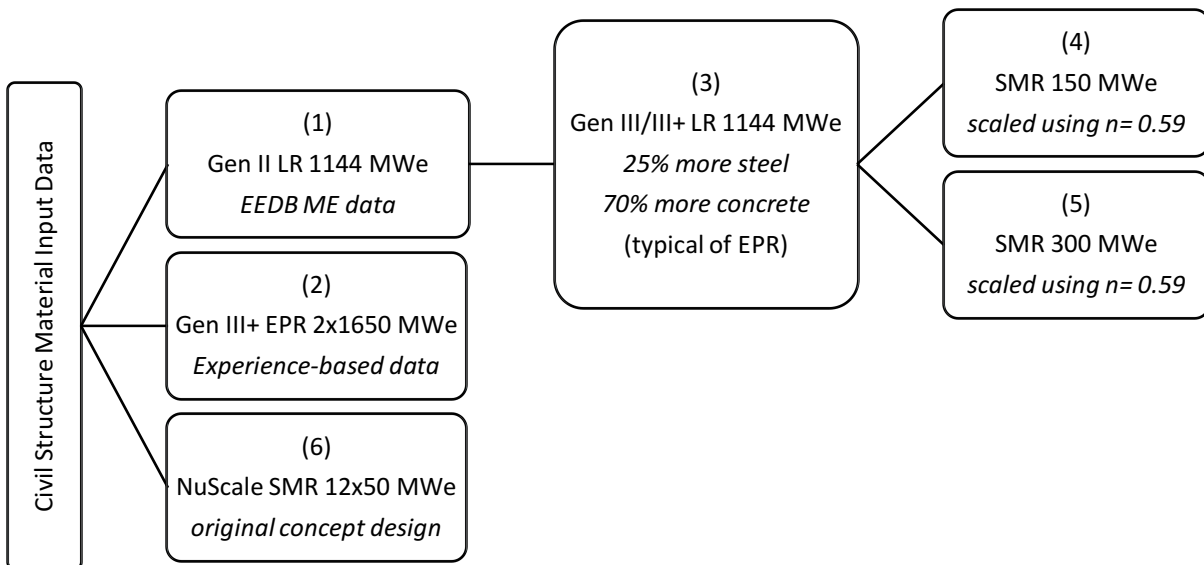 Civil Structure Material Input Data
(1)
Gen II LR 1144 MWe
EEDB ME data
(2)
Gen III+ EPR 2x1650 MWe
Experience-based data
(6)
NuScale SMR 12x50 MWe
original concept design
(3)
Gen III/III+ LR 1144 MWe
25% more steel
70% more concrete
(typical of EPR)
(4)
SMR 150 MWe
scaled using n= 0.59
(5)
SMR 300 MWe
scaled using n= 0.59